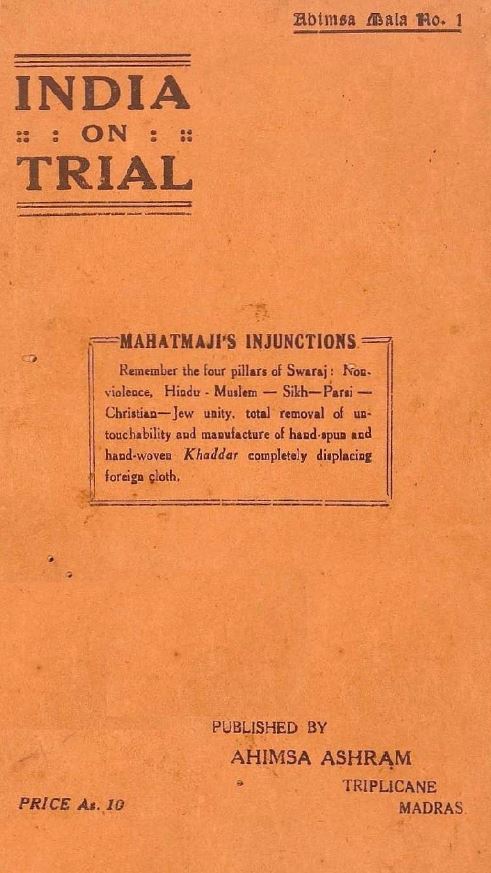 Ahimsa Mala No. 1
INDIA
:: : ON : ::
TRIAL
MAHATMAJI'S INJUNCTIONS
Remember the four pillars of Swaraj: Non-
violence, Hindu - Muslem — Sikh—Parsi —
Christian—Jew unity, total removal of un-
touchability and manufacture of hand-spun and
hand-woven Khaddar completely displacing
foreign cloth.
PUBLISHED BY
AHIMSA ASHRAM
TRIPLICANE
MADRAS
PRICE As. 10